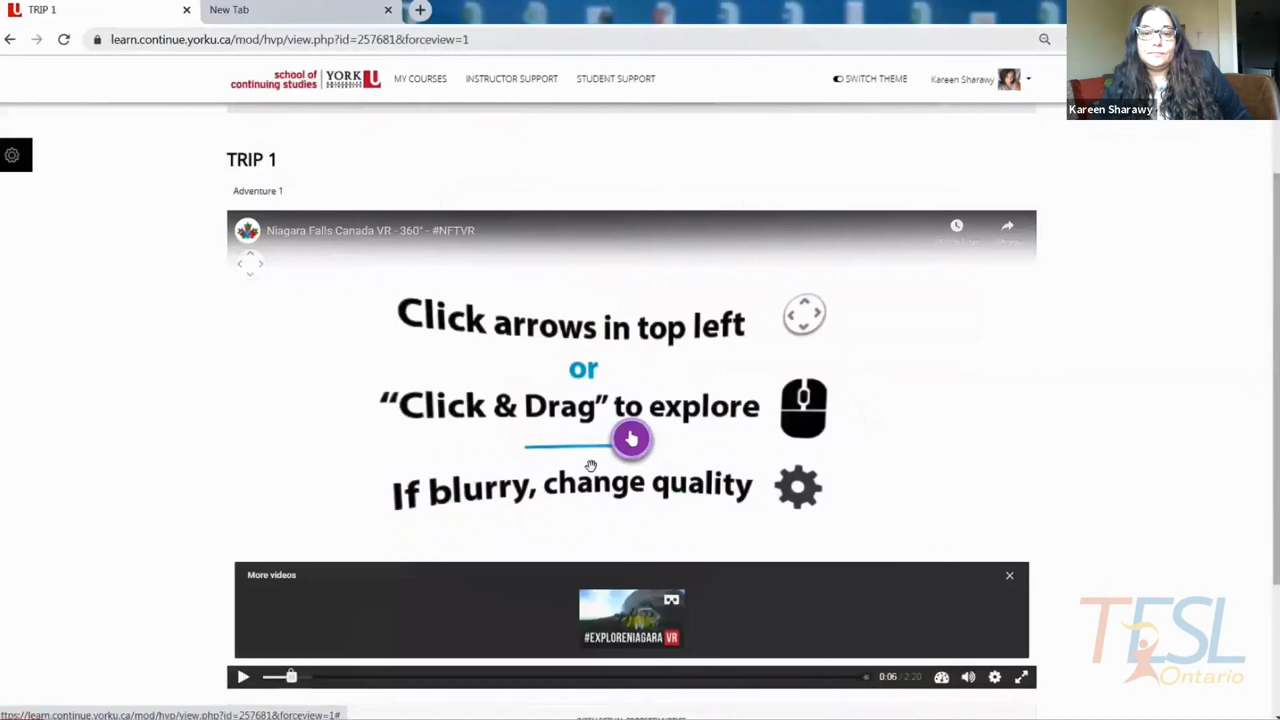 TRIP 1
New Tab
learn.continue.yorku.ca/mod/hvp/view.php?id=257681&forceview=1
school of
continuing studies
YORK U
MY COURSES
INSTRUCTOR SUPPORT
STUDENT SUPPORT
SWITCH THEME
Kareen Sharawy
Kareen Sharawy
TRIP 1
Adventure 1
Niagara Falls Canada VR - 360° - #NFTVR
Click arrows in top left
or
"Click & Drag" to explore
If blurry, change quality
More videos
#EXPLORENIAGARA VR
0:06 / 2:20
TESL
Ontario
ttps://learn.continue.yorku.ca/mod/hvp/view.php?id=257681&forceview=1#